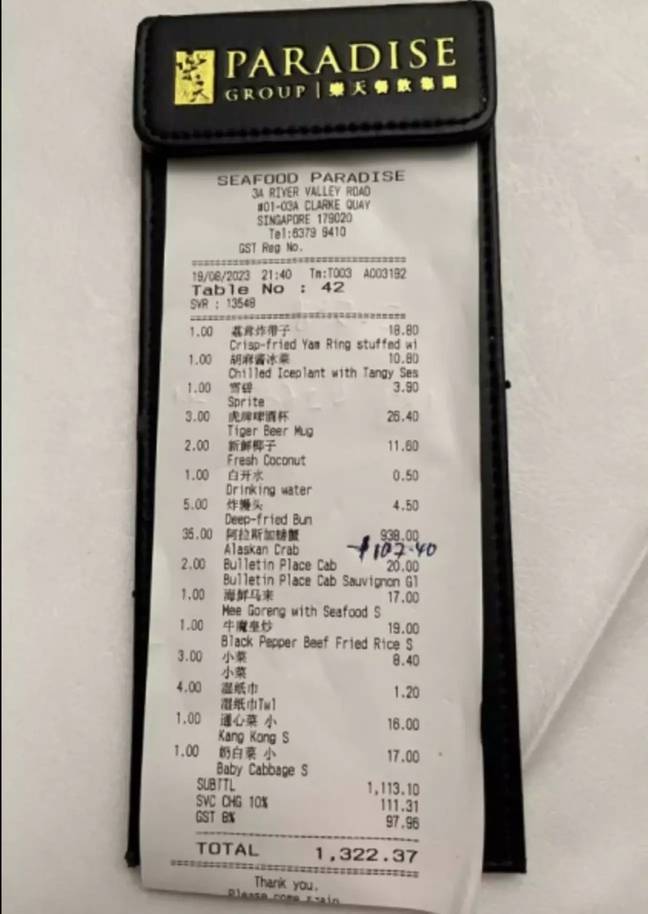 PARADISE
GROUP | 樂天餐飲集團
SEAFOOD PARADISE
3A RIVER VALLEY ROAD
#01-03A CLARKE QUAY
SINGAPORE 179020
Tel:6379 9410
GST Reg No.
19/08/2023 21:40 Tm:T003 A003192
Table No : 42
SVR : 13549
1.00 荔茸炸带子 18.80
Crisp-fried Yam Ring stuffed wi
1.00 胡麻酱冰菜 10.80
Chilled Iceplant with Tangy Ses
1.00 雪碧 3.90
Sprite
3.00 虎牌啤酒杯 26.40
Tiger Beer Mug
2.00 新鲜椰子 11.60
Fresh Coconut
1.00 白开水 0.50
Drinking water
5.00 炸馒头 4.50
Deep-fried Bun
35.00 阿拉斯加螃蟹 938.00
Alaskan Crab $107.40
2.00 Bulletin Place Cab 20.00
Bulletin Place Cab Sauvignon Gl
1.00 海鲜马来 17.00
Mee Goreng with Seafood S
1.00 牛魔皇炒 19.00
Black Pepper Beef Fried Rice S
3.00 小菜 8.40
小菜
4.00 湿纸巾 1.20
湿纸巾Twl
1.00 通心菜 小 16.00
Kang Kong S
1.00 奶白菜 小 17.00
Baby Cabbage S
SUBTTL 1,113.10
SVC CHG 10% 111.31
GST 8% 97.96
TOTAL 1,322.37
Thank you.
Please come again